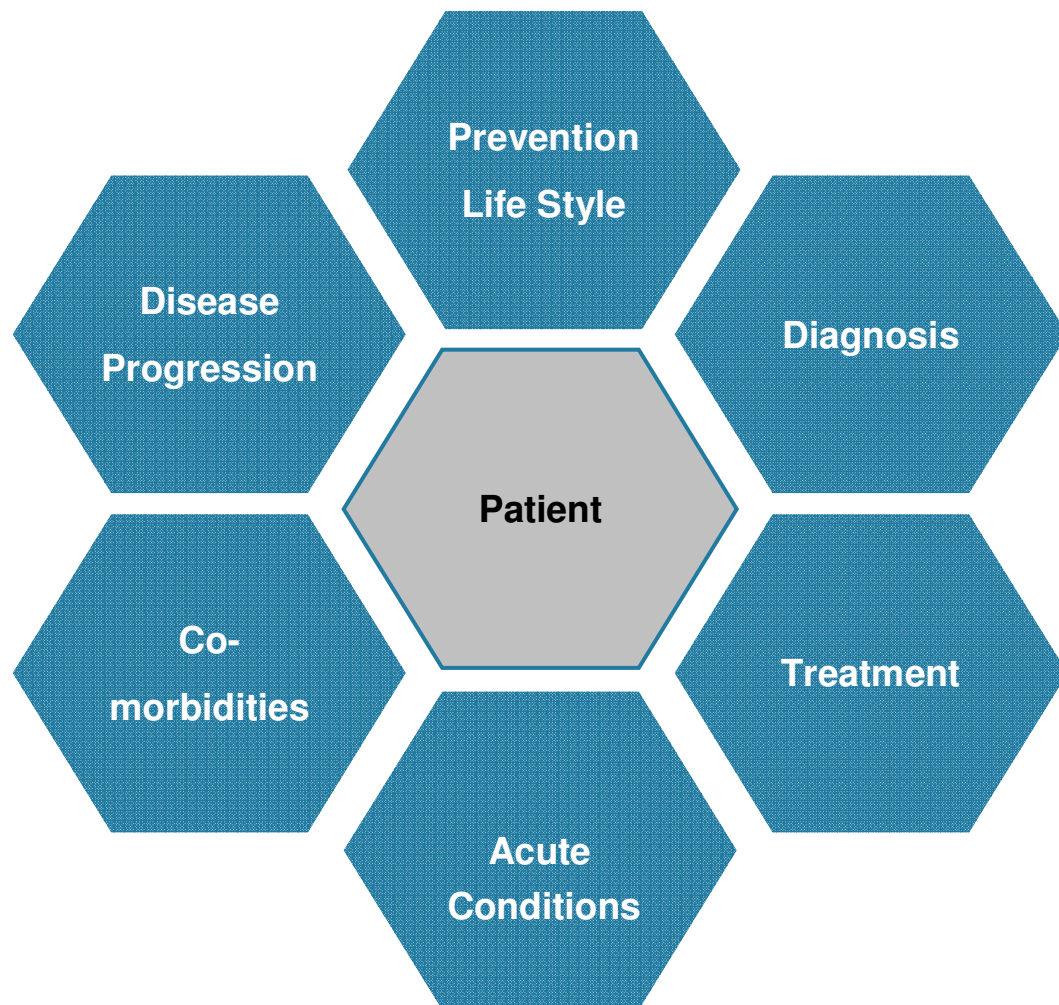 Prevention
Life Style
Disease
Progression
Diagnosis
Patient
Co-
morbidities
Treatment
Acute
Conditions